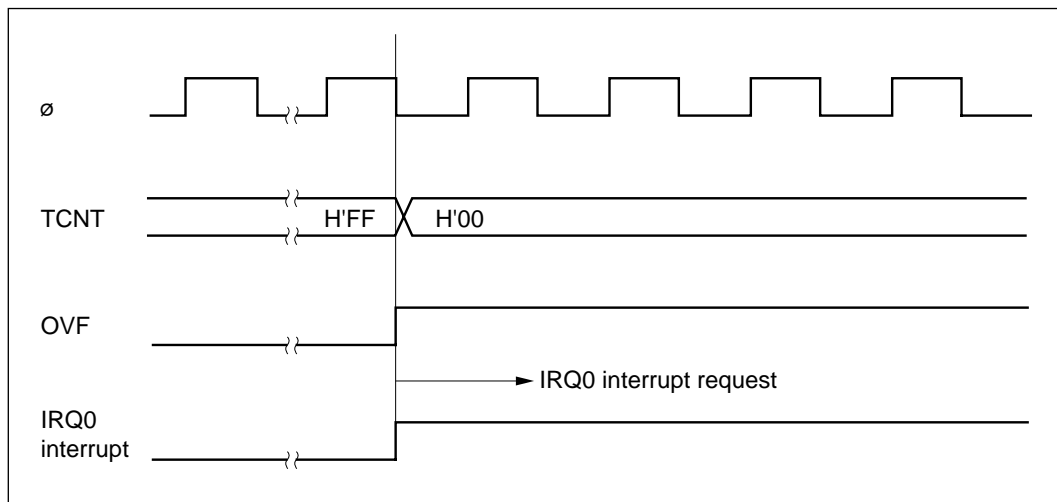 ø
TCNT
H'FF
H'00
OVF
IRQ0 interrupt request
IRQ0
interrupt